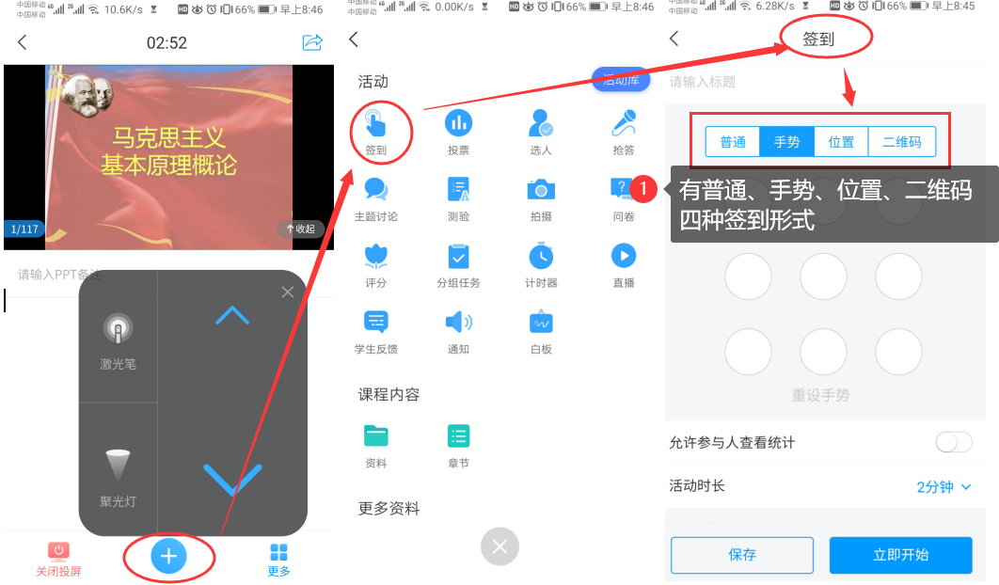 中国移动
中国移动
4G
2G
10.6K/s
HD
66%
早上8:46
02:52
马克思主义
基本原理概论
1/117
收起
请输入PPT备注
激光笔
聚光灯
关闭投屏
更多
中国移动
中国移动
4G
2G
0.00K/s
HD
66%
早上8:46
活动
活动库
签到
投票
选人
抢答
主题讨论
测验
拍摄
问卷
评分
分组任务
计时器
直播
学生反馈
通知
白板
课程内容
资料
章节
更多资料
中国移动
中国移动
4G
2G
6.28K/s
HD
66%
早上8:45
签到
请输入标题
普通
手势
位置
二维码
1
有普通、手势、位置、二维码
四种签到形式
重设手势
允许参与人查看统计
活动时长
2分钟
保存
立即开始